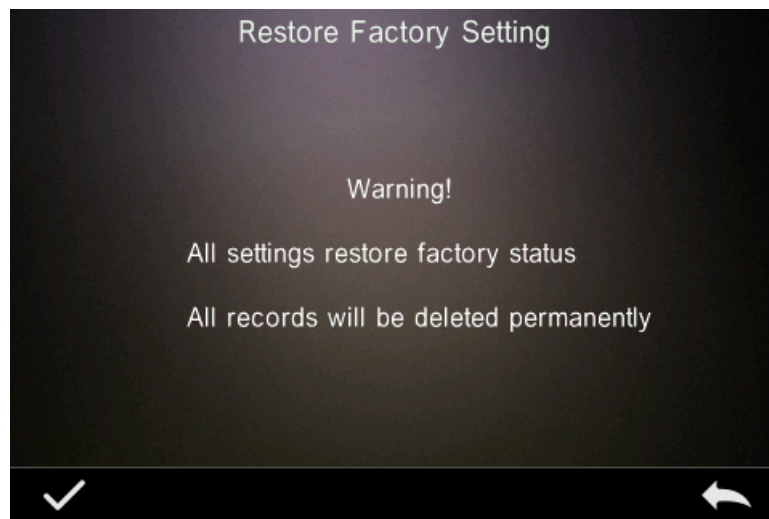 Restore Factory Setting
Warning!
All settings restore factory status
All records will be deleted permanently